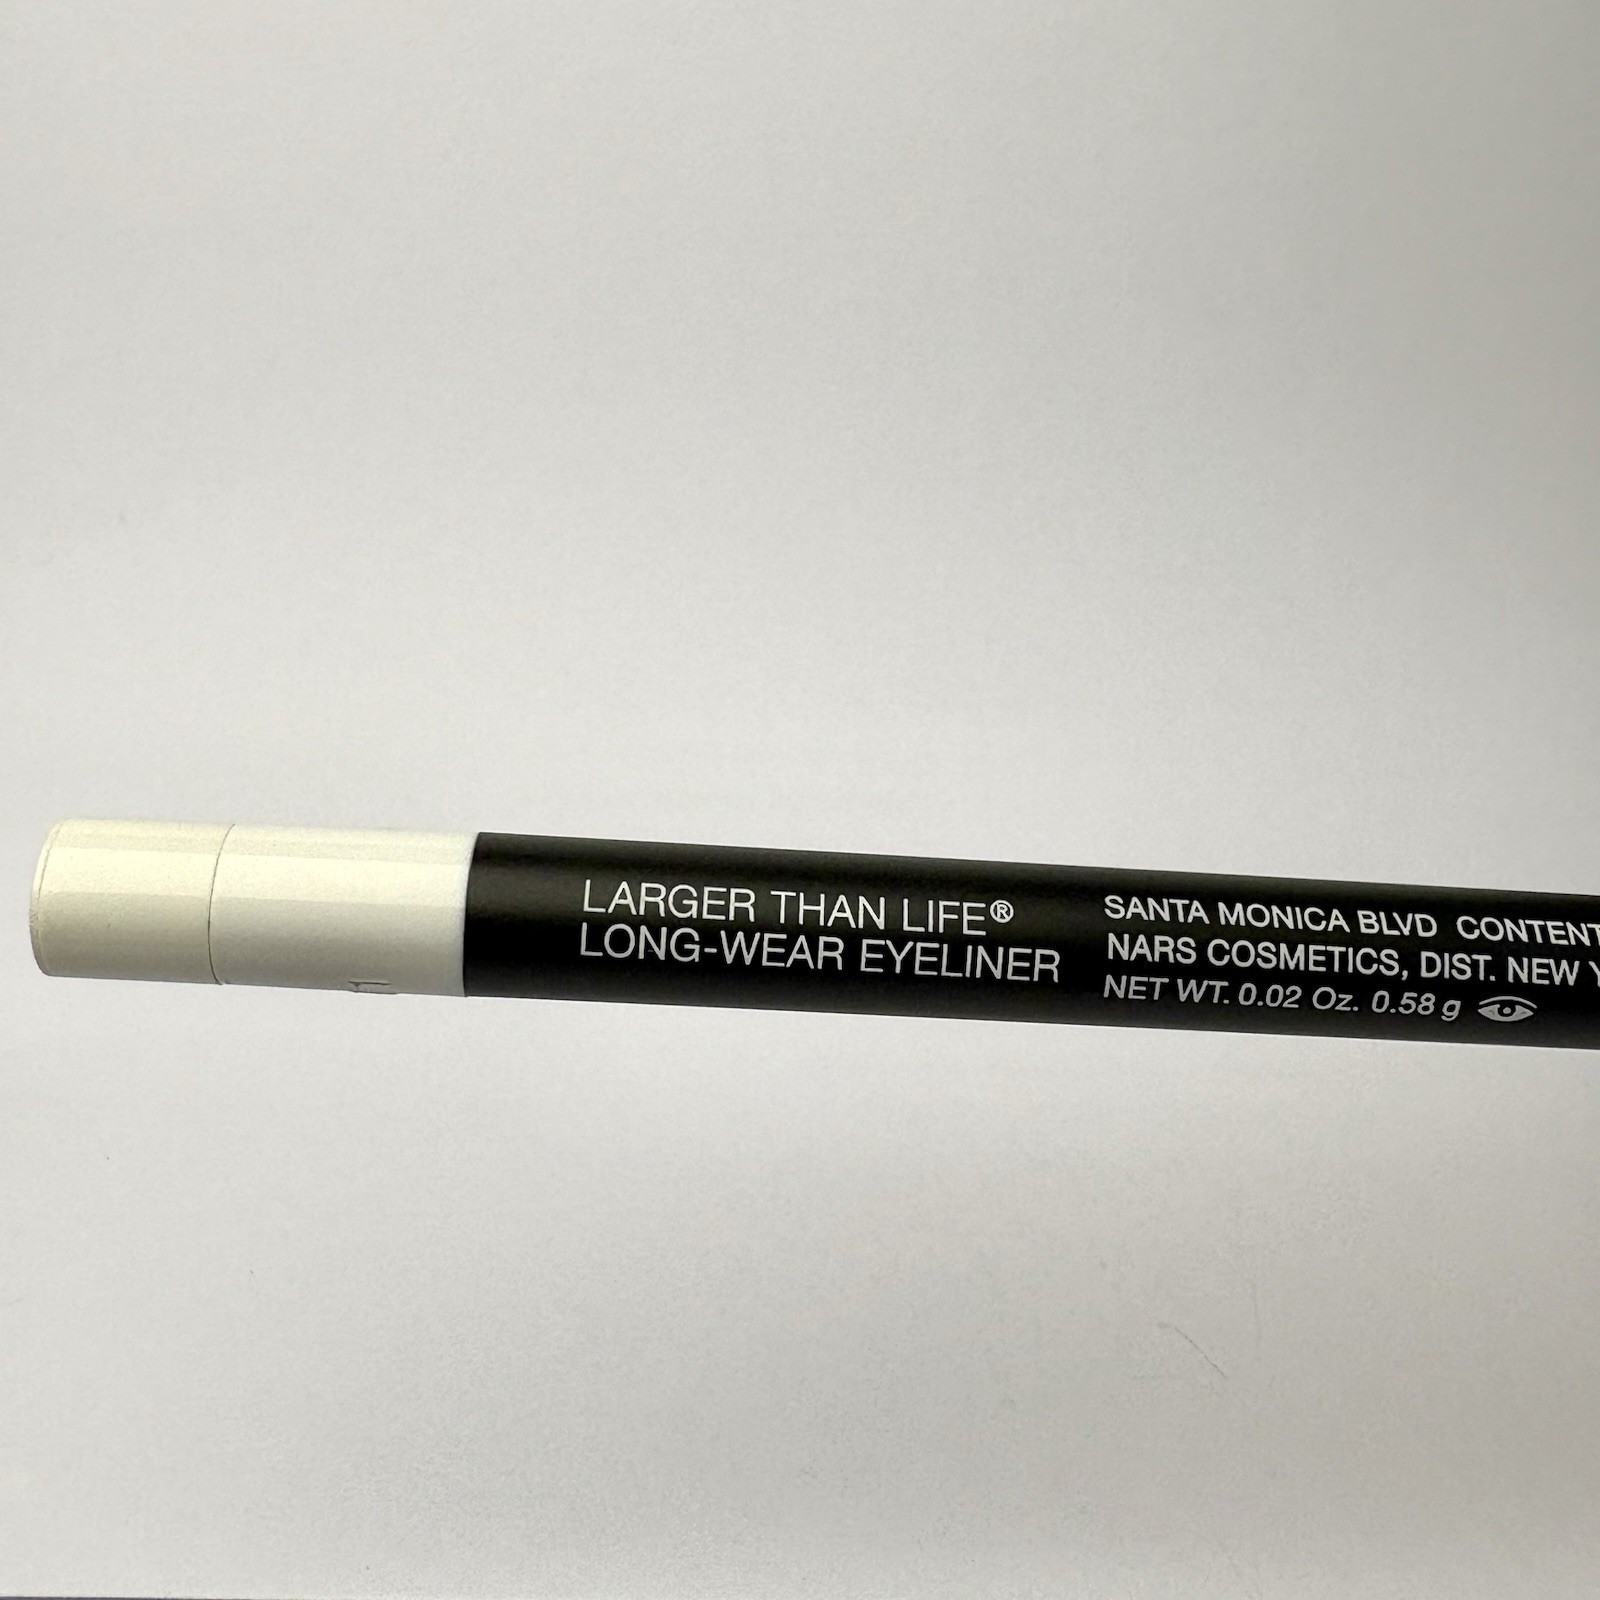 LARGER THAN LIFE®
LONG-WEAR EYELINER
SANTA MONICA BLVD CONTENT
NARS COSMETICS, DIST. NEW
NET WT. 0.02 Oz. 0.58 g